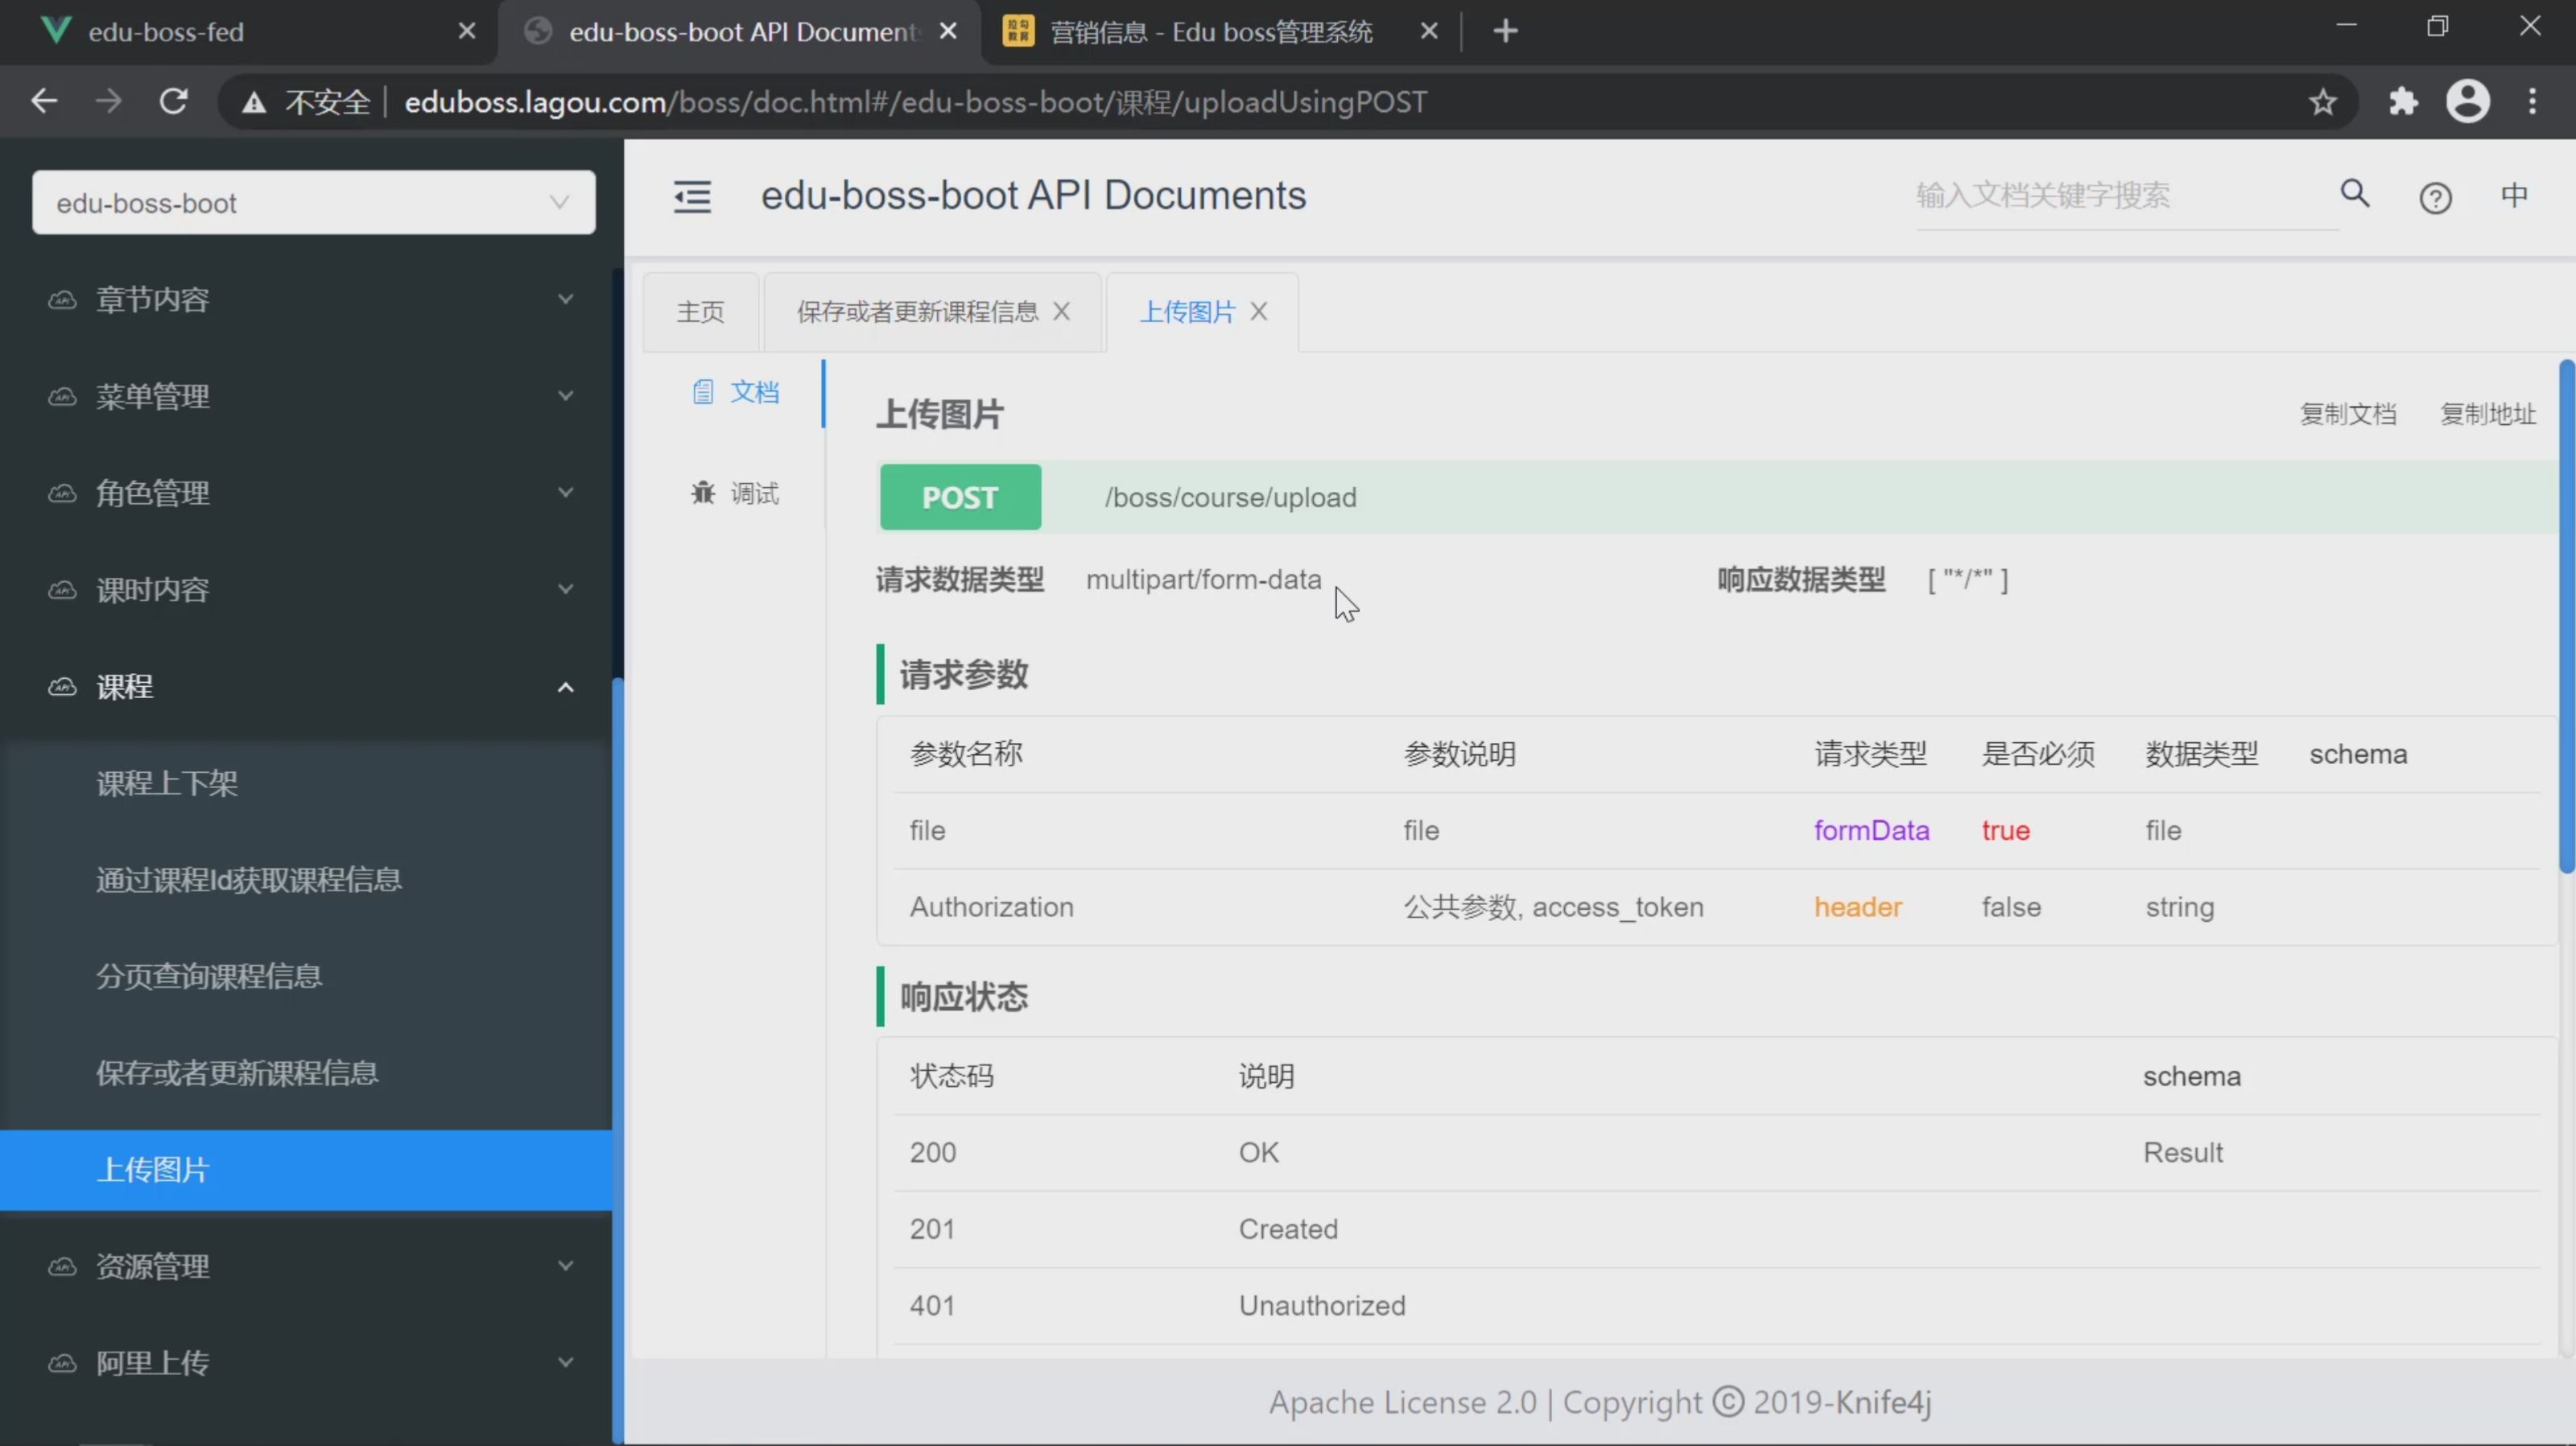 edu-boss-fed
edu-boss-boot API Document
拉勾教育
营销信息 - Edu boss管理系统
不安全 | eduboss.lagou.com/boss/doc.html#/edu-boss-boot/课程/uploadUsingPOST
edu-boss-boot
章节内容
菜单管理
角色管理
课时内容
课程
课程上下架
通过课程Id获取课程信息
分页查询课程信息
保存或者更新课程信息
上传图片
资源管理
阿里上传
edu-boss-boot API Documents
输入文档关键字搜索
中
主页
保存或者更新课程信息
上传图片
文档
调试
上传图片
复制文档 复制地址
POST /boss/course/upload
请求数据类型 multipart/form-data 响应数据类型 [ "*/*" ]
请求参数
参数名称 参数说明 请求类型 是否必须 数据类型 schema
file file formData true file
Authorization 公共参数, access_token header false string
响应状态
状态码 说明 schema
200 OK Result
201 Created
401 Unauthorized
Apache License 2.0 | Copyright © 2019-Knife4j